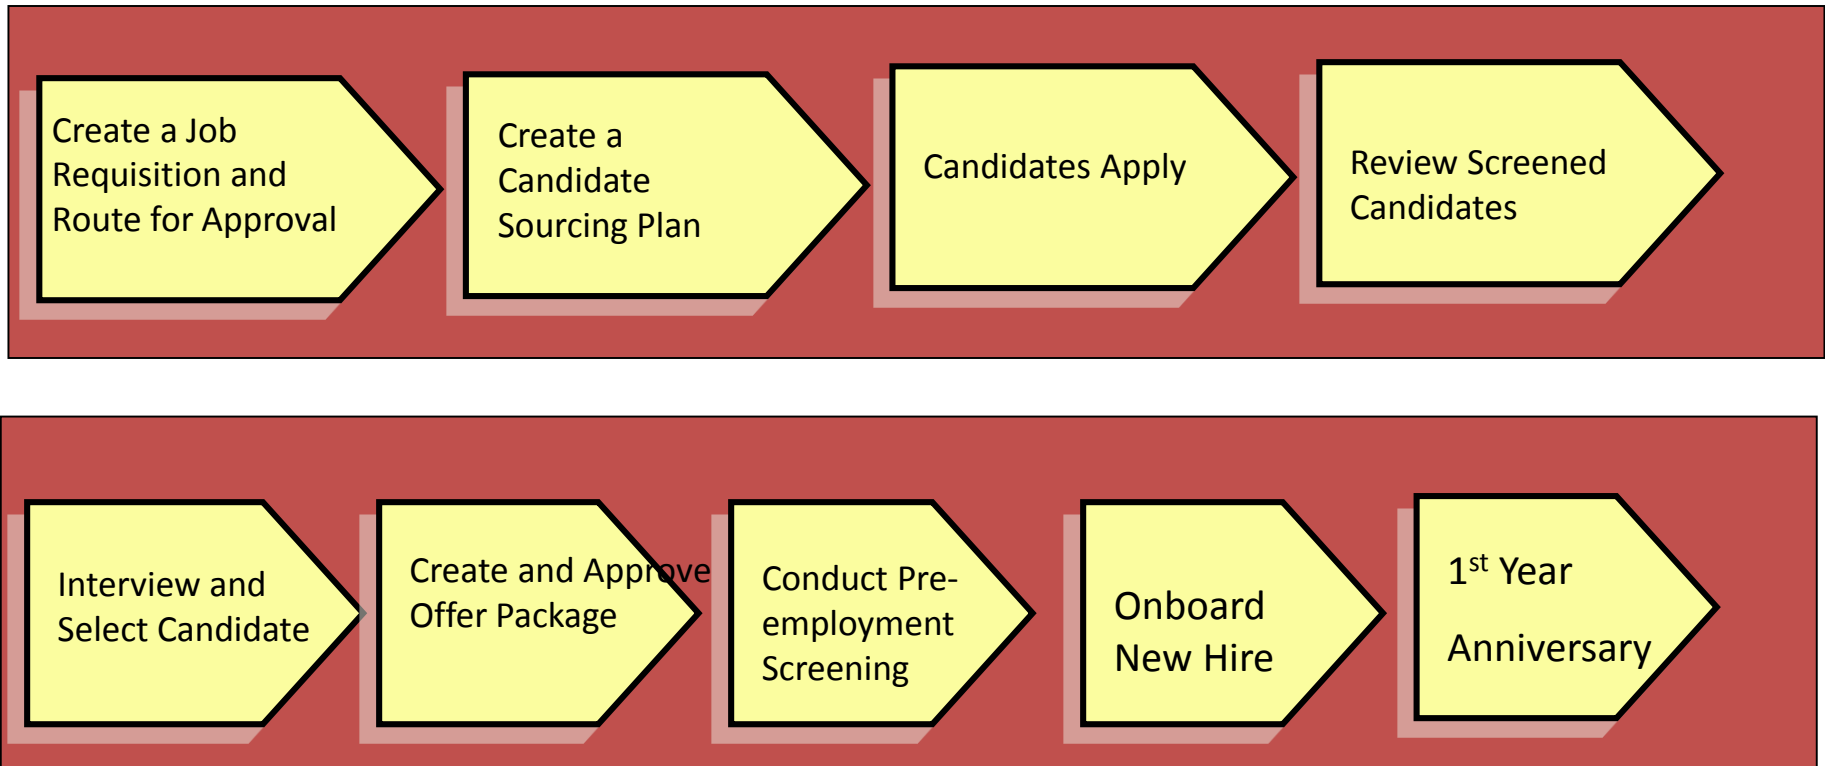 Create a Job
Requisition and
Route for Approval
Create a
Candidate
Sourcing Plan
Candidates Apply
Review Screened
Candidates
Interview and
Select Candidate
Create and Approve
Offer Package
Conduct Pre-
employment
Screening
Onboard
New Hire
1st Year
Anniversary